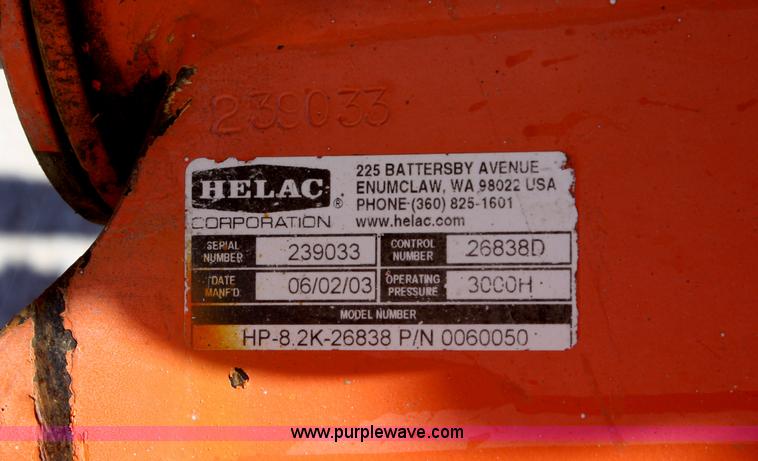 239033
HELAC ®
CORPORATION
225 BATTERSBY AVENUE
ENUMCLAW, WA 98022 USA
PHONE (360) 825-1601
www.helac.com
SERIAL NUMBER 239033 CONTROL NUMBER 26838D
DATE MANF'D. 06/02/03 OPERATING PRESSURE 3000H
MODEL NUMBER
HP-8.2K-26838 P/N 0060050
www.purplewave.com